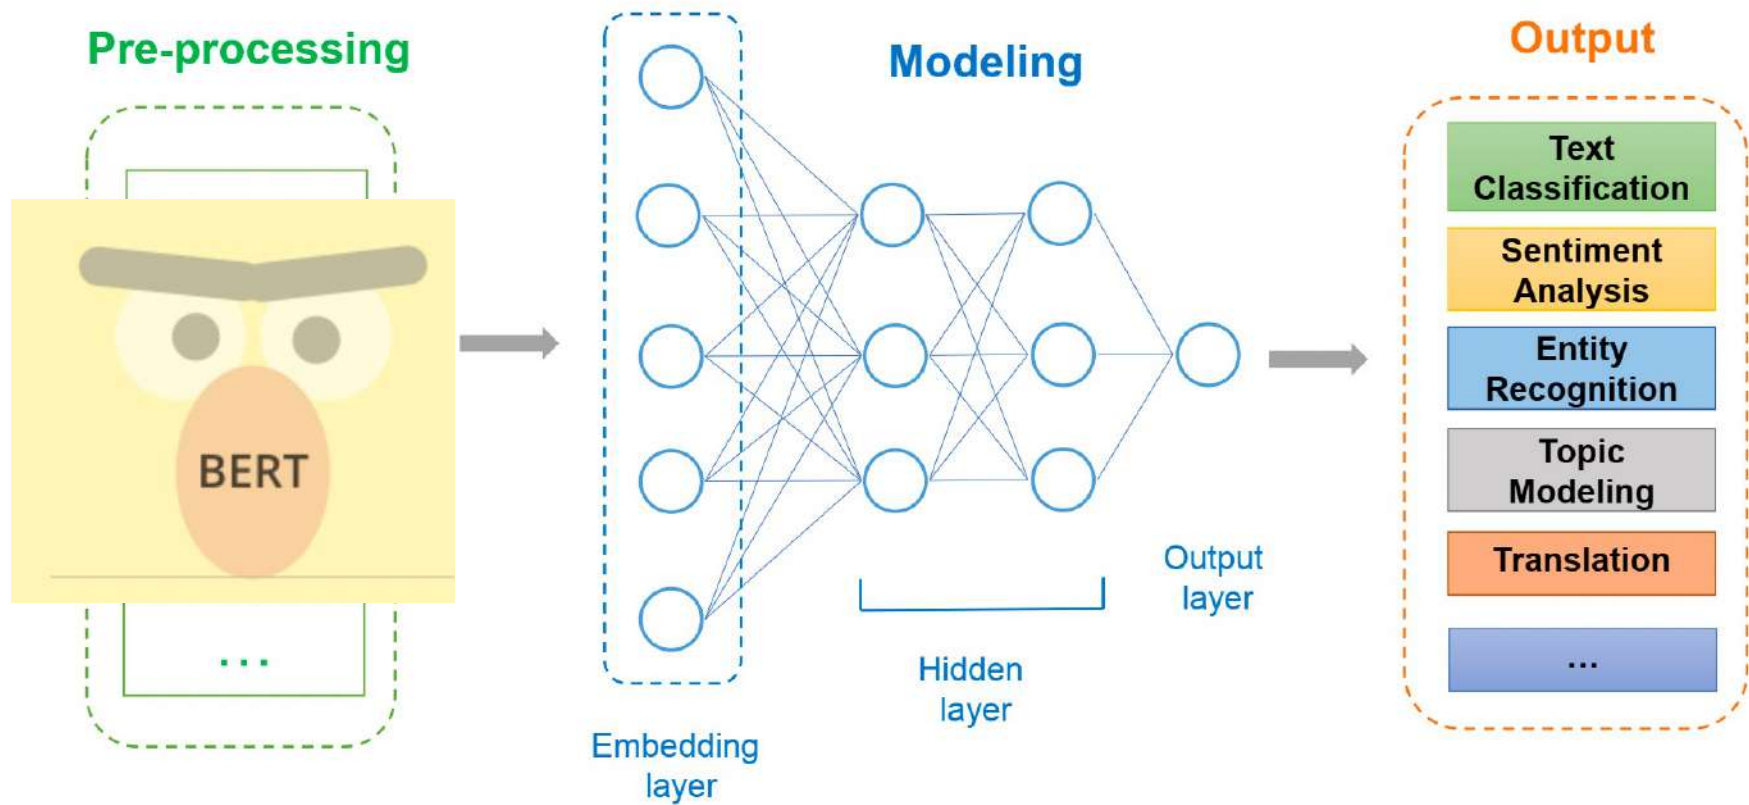 Pre-processing
BERT
...
Modeling
Embedding
layer
Hidden
layer
Output
layer
Output
Text
Classification
Sentiment
Analysis
Entity
Recognition
Topic
Modeling
Translation
...